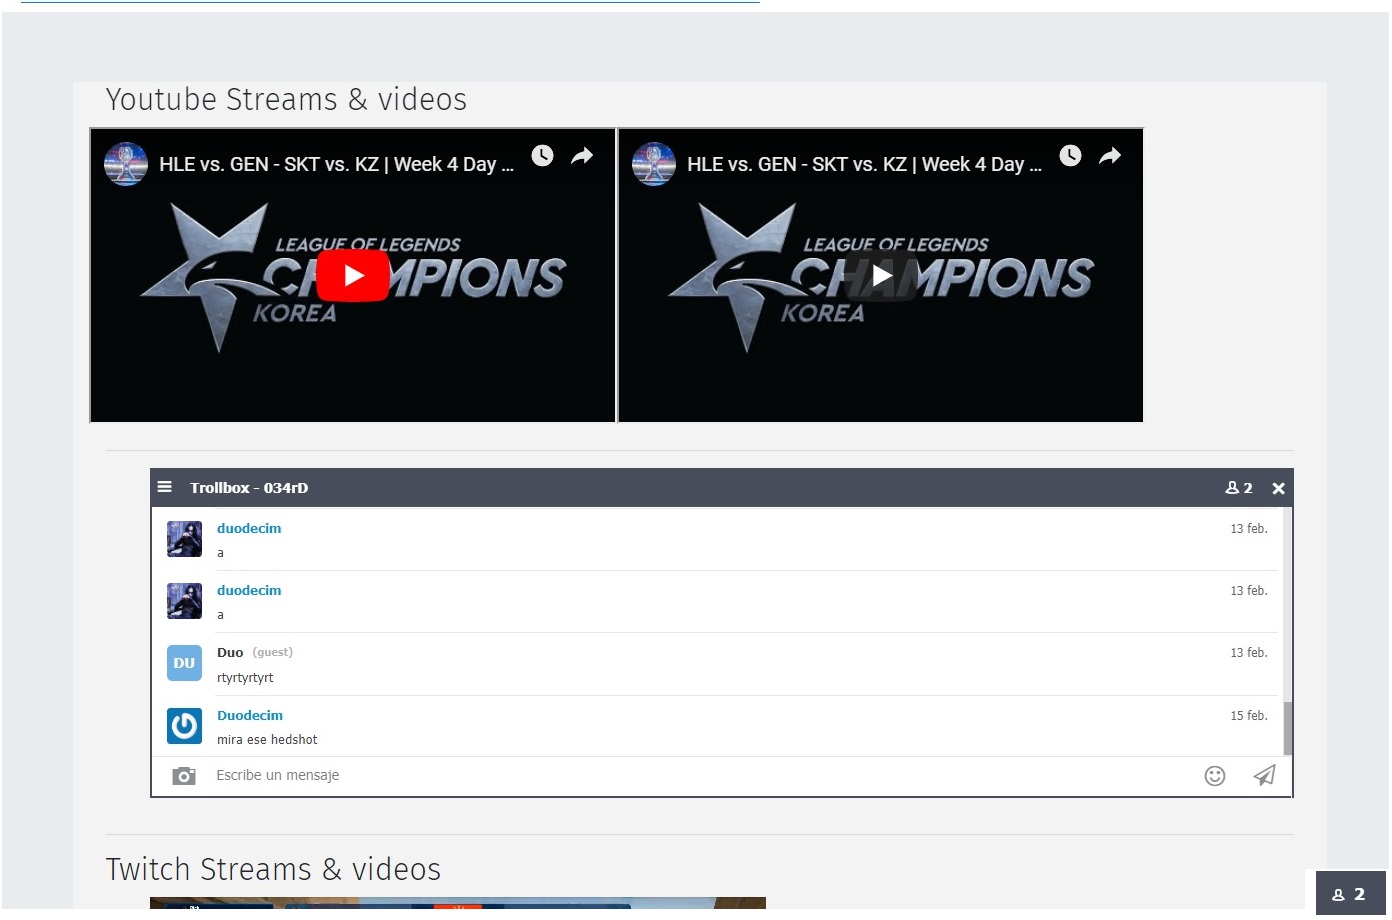 Youtube Streams & videos
HLE vs. GEN - SKT vs. KZ | Week 4 Day ...
LEAGUE OF LEGENDS
CHAMPIONS
KOREA
HLE vs. GEN - SKT vs. KZ | Week 4 Day ...
LEAGUE OF LEGENDS
CHAMPIONS
KOREA
Trollbox - 034rD 2
duodecim 13 feb.
a
duodecim 13 feb.
a
DU Duo (guest) 13 feb.
rtyrtyrtyrt
Duodecim 15 feb.
mira ese hedshot
Escribe un mensaje
Twitch Streams & videos
2